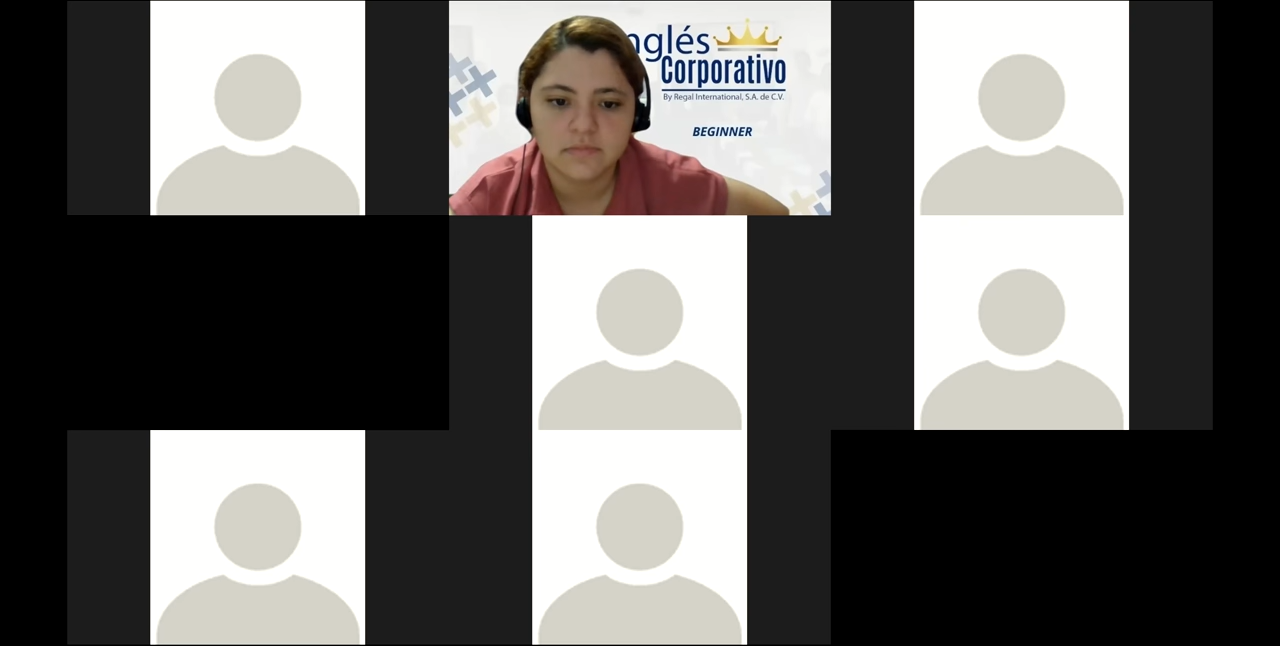 nglés
Corporativo
By Regal International, S.A. de C.V.
BEGINNER